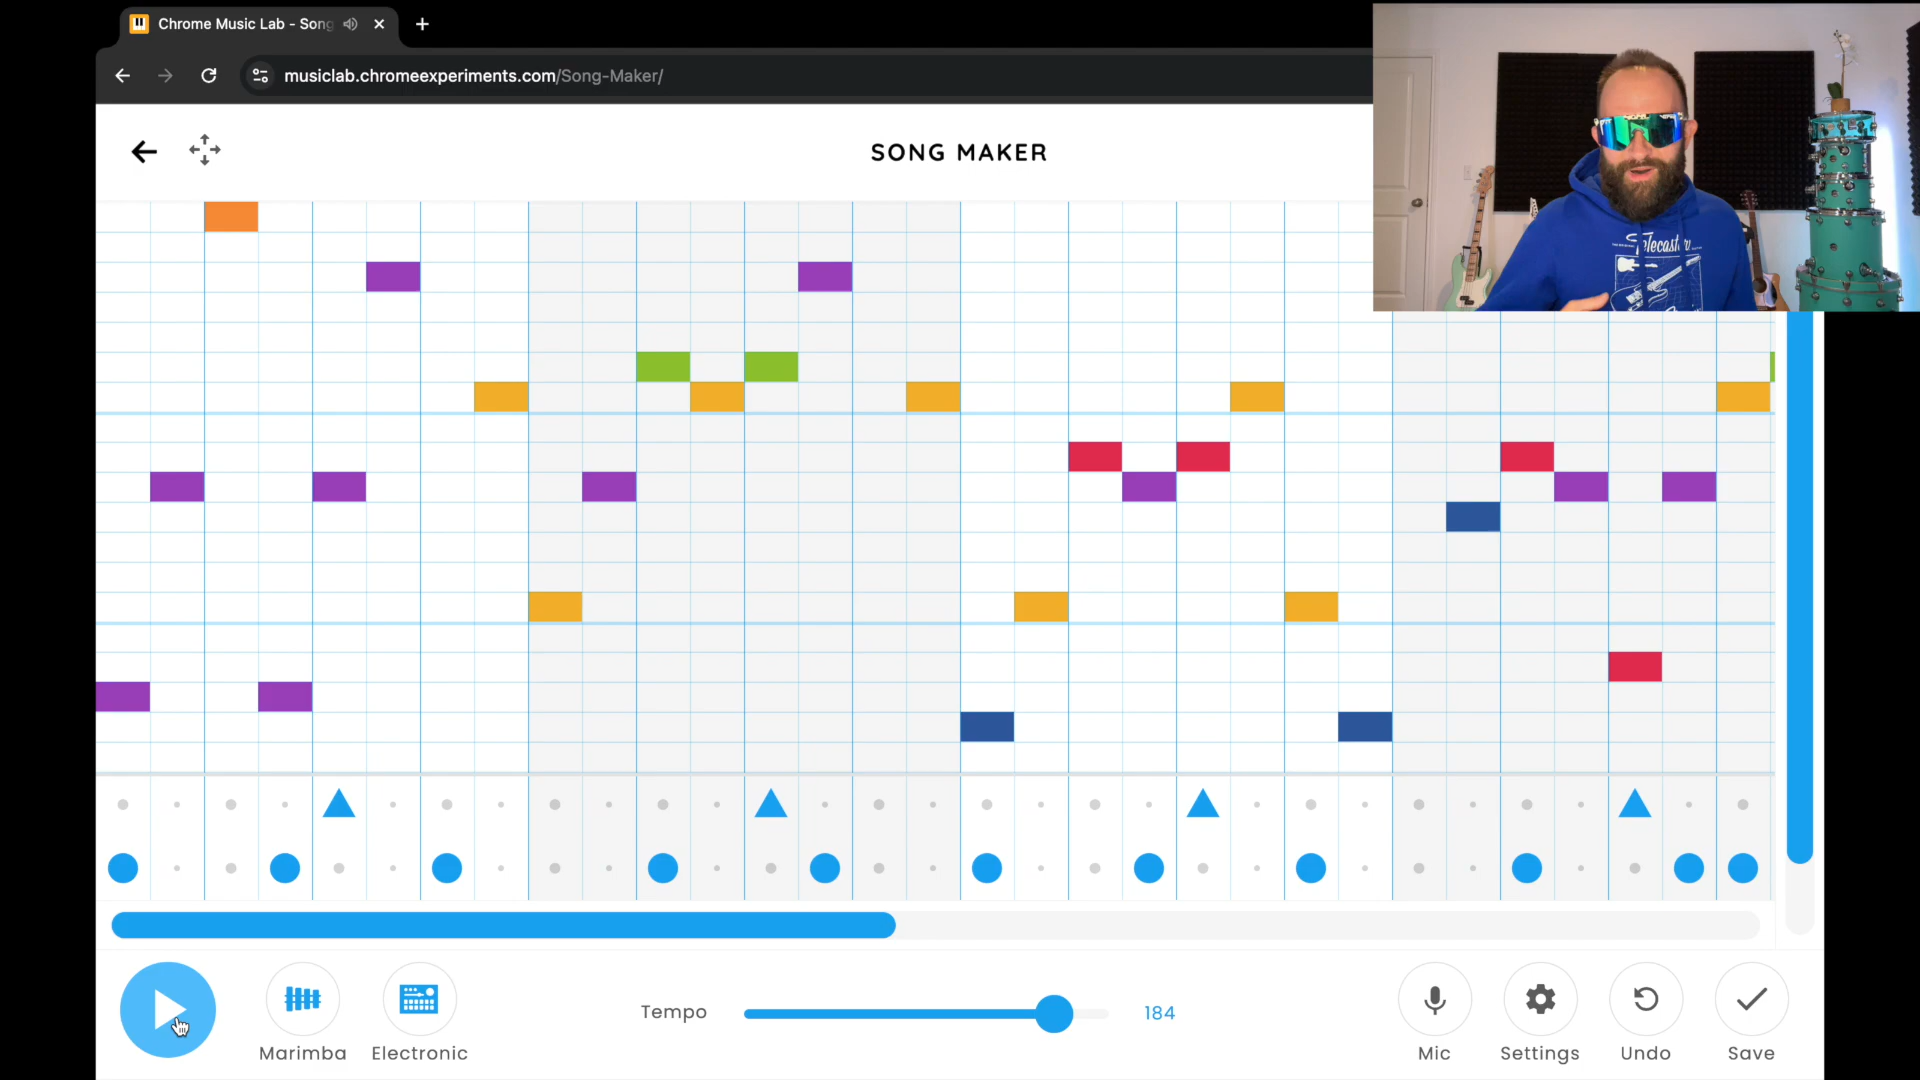 Chrome Music Lab - Song
musiclab.chromeexperiments.com/Song-Maker/
SONG MAKER
Telecaster
Tempo
184
Marimba
Electronic
Mic
Settings
Undo
Save